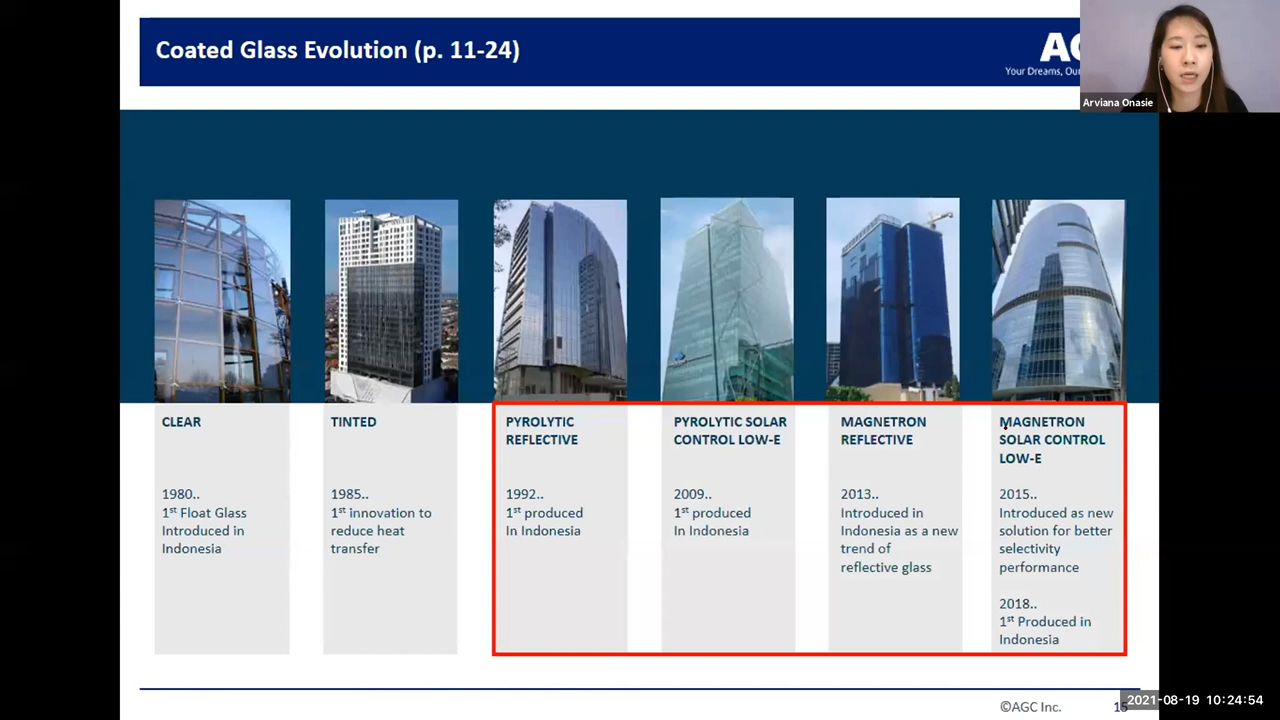 Coated Glass Evolution (p. 11-24)
Your Dreams, Our
Arviana Onasie
CLEAR
1980..
1st Float Glass
Introduced in
Indonesia
TINTED
1985..
1st innovation to
reduce heat
transfer
PYROLYTIC
REFLECTIVE
1992..
1st produced
In Indonesia
PYROLYTIC SOLAR
CONTROL LOW-E
2009..
1st produced
In Indonesia
MAGNETRON
REFLECTIVE
2013..
Introduced in
Indonesia as a new
trend of
reflective glass
MAGNETRON
SOLAR CONTROL
LOW-E
2015..
Introduced as new
solution for better
selectivity
performance
2018..
1st Produced in
Indonesia
©AGC Inc.
15
2021-08-19 10:24:54